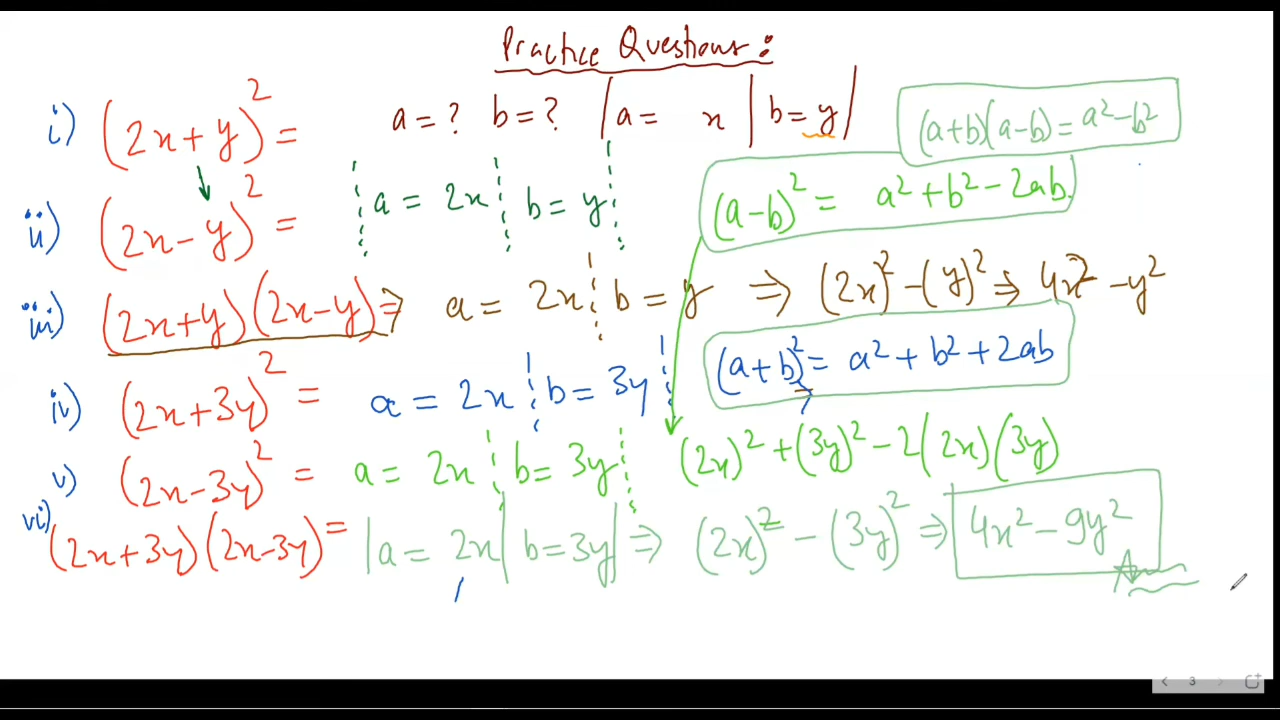 Practice Questions:
i) (2x+y)² = a = ? b = ? | a = x | b = y |
(a+b)(a-b) = a² - b²
ii) (2x-y)² = | a = 2x | b = y |
(a-b)² = a² + b² - 2ab
iii) (2x+y)(2x-y) ⇒ a = 2x | b = y ⇒ (2x)² - (y)² ⇒ 4x² - y²
(a+b)² = a² + b² + 2ab
iv) (2x+3y)² = a = 2x | b = 3y |
v) (2x-3y)² = a = 2x | b = 3y | (2x)² + (3y)² - 2(2x)(3y)
vi) (2x+3y)(2x-3y) = | a = 2x | b = 3y | ⇒ (2x)² - (3y)² ⇒ 4x² - 9y²
3